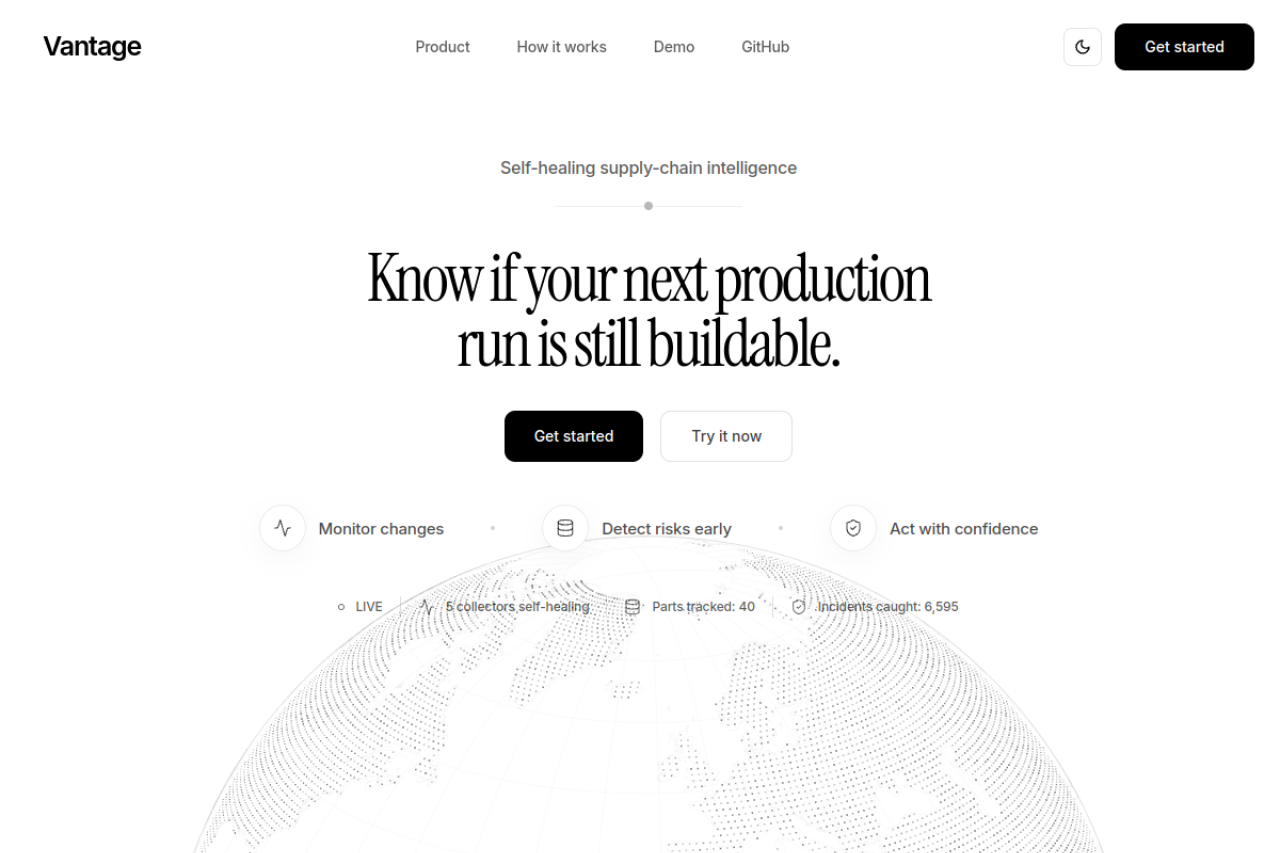 Vantage
Product
How it works
Demo
GitHub
Get started
Self-healing supply-chain intelligence
Know if your next production
run is still buildable.
Get started
Try it now
Monitor changes
Detect risks early
Act with confidence
LIVE
5 collectors self-healing
Parts tracked: 40
Incidents caught: 6,595